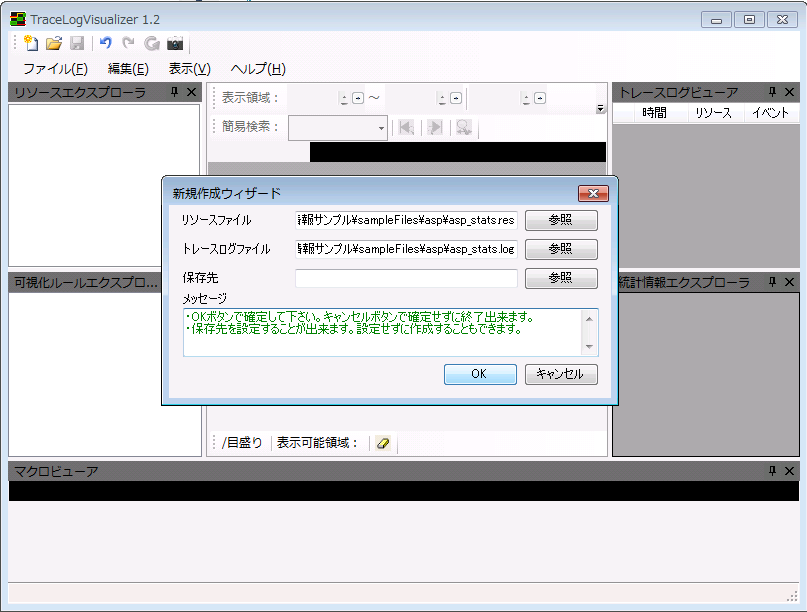 TraceLogVisualizer 1.2
ファイル(F) 編集(E) 表示(V) ヘルプ(H)
リソースエクスプローラ
表示領域： ～
簡易検索：
トレースログビューア
時間 リソース イベント
新規作成ウィザード
リソースファイル 情報サンプル¥sampleFiles¥asp¥asp_stats.res 参照
トレースログファイル 情報サンプル¥sampleFiles¥asp¥asp_stats.log 参照
保存先 参照
メッセージ
・OKボタンで確定して下さい。キャンセルボタンで確定せずに終了出来ます。
・保存先を設定することが出来ます。設定せずに作成することもできます。
OK キャンセル
可視化ルールエクスプロ...
統計情報エクスプローラ
/目盛り 表示可能領域：
マクロビューア